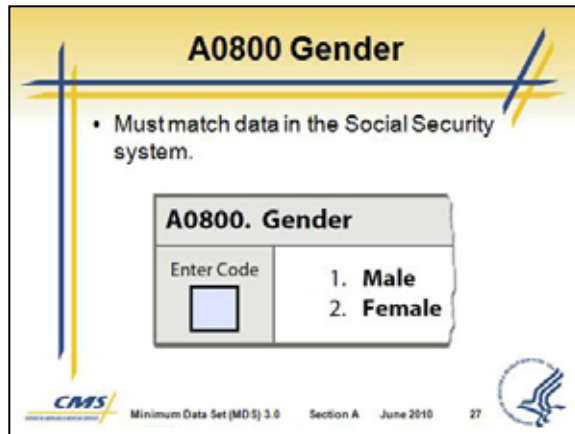 A0800 Gender
• Must match data in the Social Security
system.
A0800. Gender
Enter Code
1. Male
2. Female
CMS
Minimum Data Set (MDS) 3.0 Section A June 2010 27